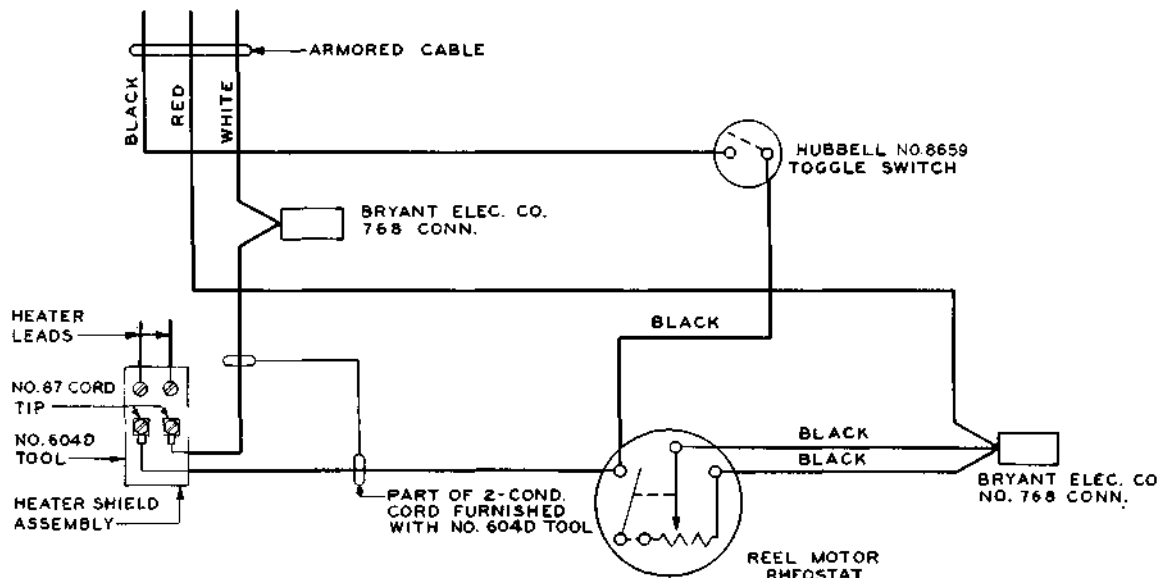 ARMORED CABLE
BLACK
RED
WHITE
HUBBELL NO.8659
TOGGLE SWITCH
BRYANT ELEC. CO.
768 CONN.
HEATER
LEADS
BLACK
NO.87 CORD
TIP
NO.604D
TOOL
HEATER SHIELD
ASSEMBLY
PART OF 2-COND.
CORD FURNISHED
WITH NO.604D TOOL
BLACK
BLACK
BRYANT ELEC. CO
NO. 768 CONN.
REEL MOTOR
RHEOSTAT